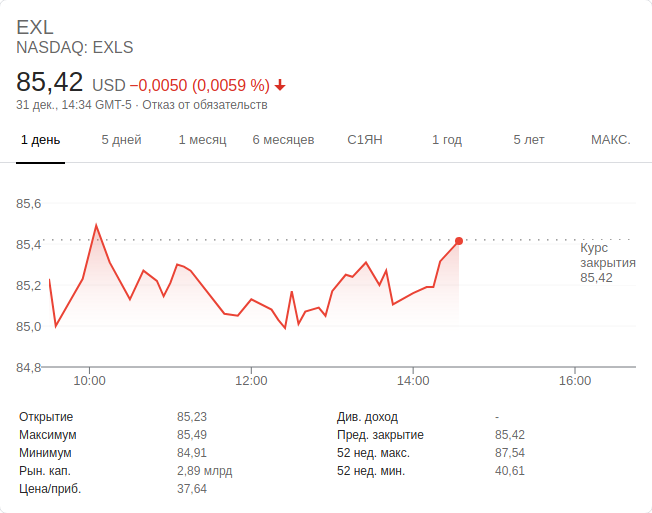 EXL
NASDAQ: EXLS
85,42 USD −0,0050 (0,0059 %)
31 дек., 14:34 GMT-5 · Отказ от обязательств
1 день 5 дней 1 месяц 6 месяцев С1ЯН 1 год 5 лет МАКС.
85,6
85,4
85,2
85,0
84,8
Курс
закрытия
85,42
10:00 12:00 14:00 16:00
Открытие 85,23 Див. доход -
Максимум 85,49 Пред. закрытие 85,42
Минимум 84,91 52 нед. макс. 87,54
Рын. кап. 2,89 млрд 52 нед. мин. 40,61
Цена/приб. 37,64